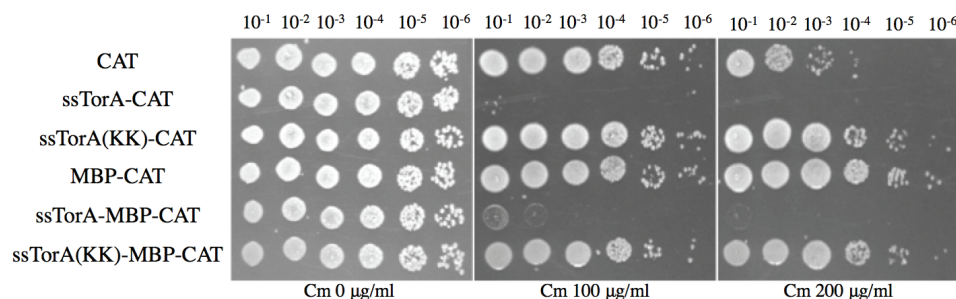 10-1 10-2 10-3 10-4 10-5 10-6 10-1 10-2 10-3 10-4 10-5 10-6 10-1 10-2 10-3 10-4 10-5 10-6
CAT
ssTorA-CAT
ssTorA(KK)-CAT
MBP-CAT
ssTorA-MBP-CAT
ssTorA(KK)-MBP-CAT
Cm 0 µg/ml Cm 100 µg/ml Cm 200 µg/ml